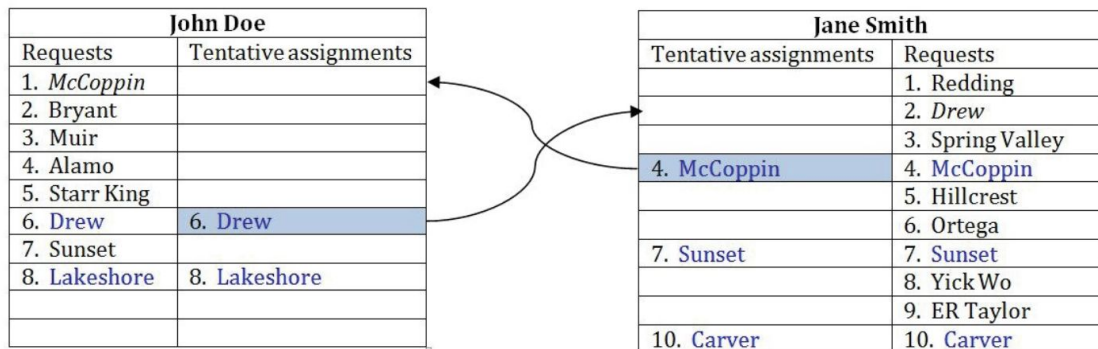 John Doe
Requests Tentative assignments
1. McCoppin
2. Bryant
3. Muir
4. Alamo
5. Starr King
6. Drew 6. Drew
7. Sunset
8. Lakeshore 8. Lakeshore
Jane Smith
Tentative assignments Requests
1. Redding
2. Drew
3. Spring Valley
4. McCoppin 4. McCoppin
5. Hillcrest
6. Ortega
7. Sunset 7. Sunset
8. Yick Wo
9. ER Taylor
10. Carver 10. Carver